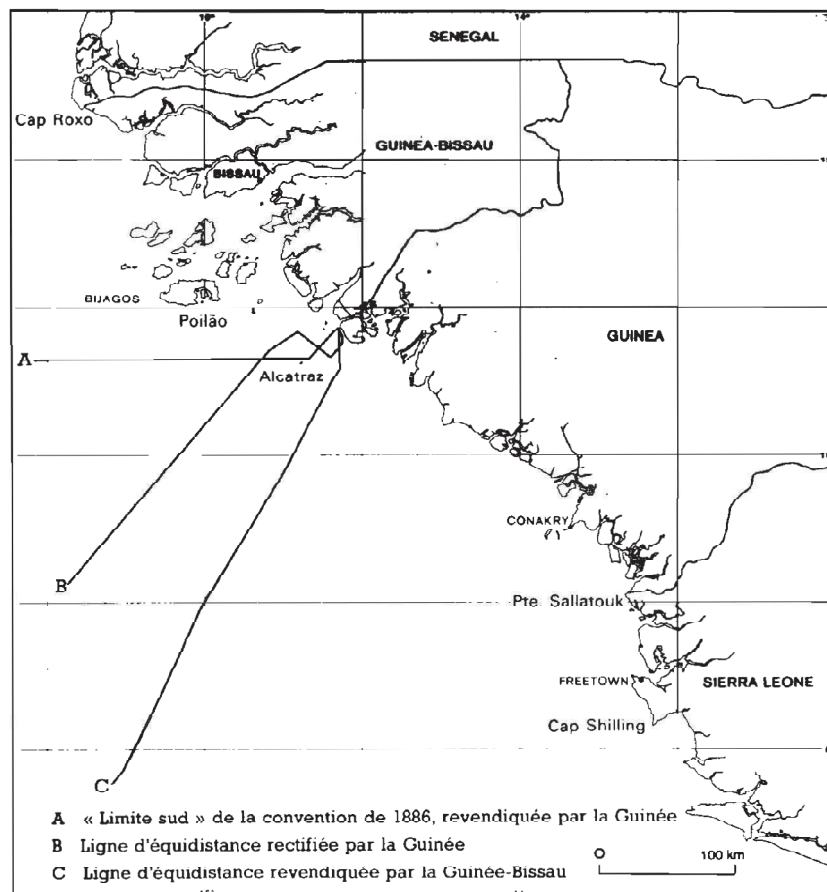 16°
14°
SENEGAL
Cap Roxo
GUINEA-BISSAU
BISSAU
BIJAGOS
Poilão
GUINEA
A
Alcatraz
CONAKRY
B
Pte. Sallatouk
FREETOWN
SIERRA LEONE
Cap Shilling
C
A « Limite sud » de la convention de 1886, revendiquée par la Guinée
B Ligne d'équidistance rectifiée par la Guinée
C Ligne d'équidistance revendiquée par la Guinée-Bissau
O 100 km